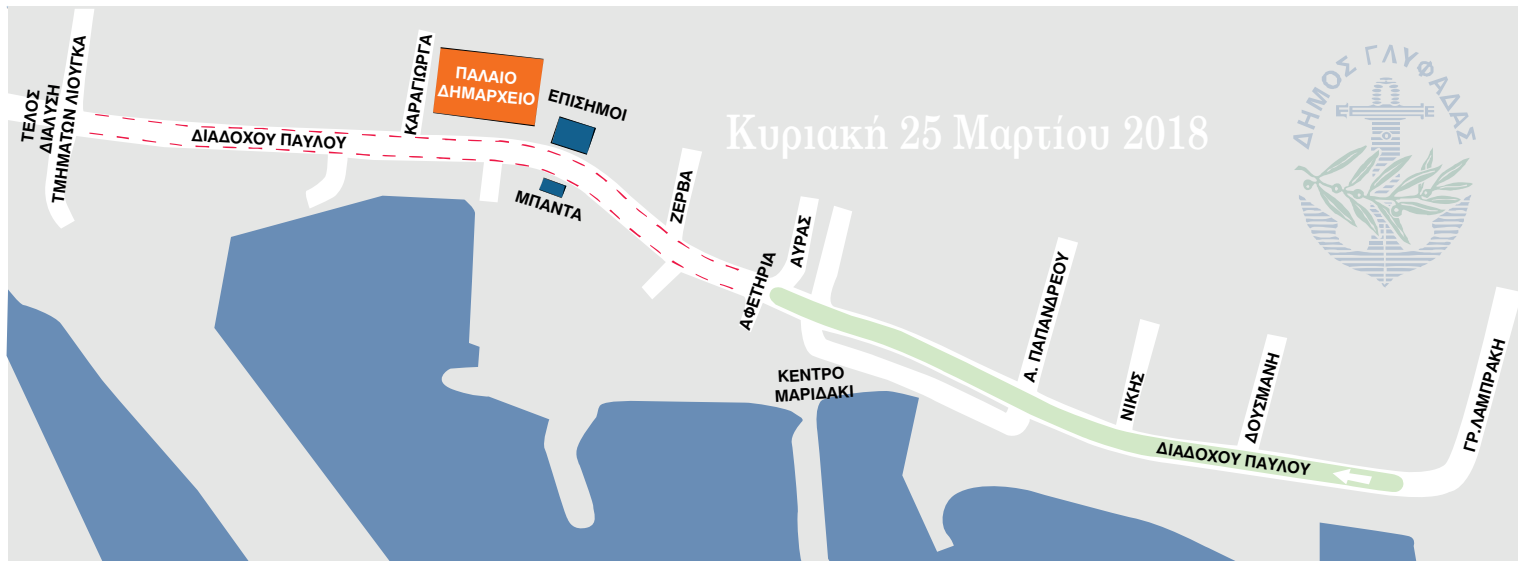 ΤΕΛΟΣ
ΔΙΑΛΥΣΗ
ΤΜΗΜΑΤΩΝ ΛΙΟΥΓΚΑ
ΔΙΑΔΟΧΟΥ ΠΑΥΛΟΥ
ΚΑΡΑΓΙΩΡΓΑ
ΠΑΛΑΙΟ
ΔΗΜΑΡΧΕΙΟ
ΕΠΙΣΗΜΟΙ
ΜΠΑΝΤΑ
Κυριακή 25 Μαρτίου 2018
ΔΗΜΟΣ ΓΛΥΦΑΔΑΣ
ΖΕΡΒΑ
ΑΦΕΤΗΡΙΑ
ΑΥΡΑΣ
ΚΕΝΤΡΟ
ΜΑΡΙΔΑΚΙ
Α. ΠΑΠΑΝΔΡΕΟΥ
ΝΙΚΗΣ
ΔΟΥΣΜΑΝΗ
ΔΙΑΔΟΧΟΥ ΠΑΥΛΟΥ
ΓΡ.ΛΑΜΠΡΑΚΗ